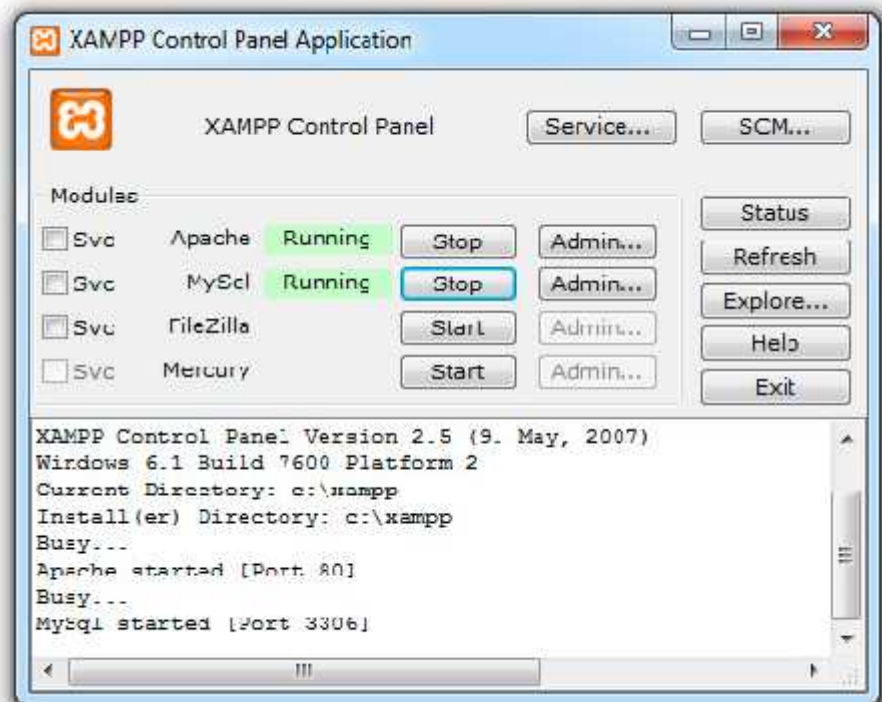 XAMPP Control Panel Application
XAMPP Control Panel Service... SCM...
Modules
Svc Apache Running Stop Admin...
Svc MySql Running Stop Admin...
Svc FileZilla Start Admin...
Svc Mercury Start Admin...
Status
Refresh
Explore...
Help
Exit
XAMPP Control Panel Version 2.5 (9. May, 2007)
Windows 6.1 Build 7600 Platform 2
Current Directory: c:\xampp
Install(er) Directory: c:\xampp
Busy...
Apache started [Port 80]
Busy...
MySql started [Port 3306]